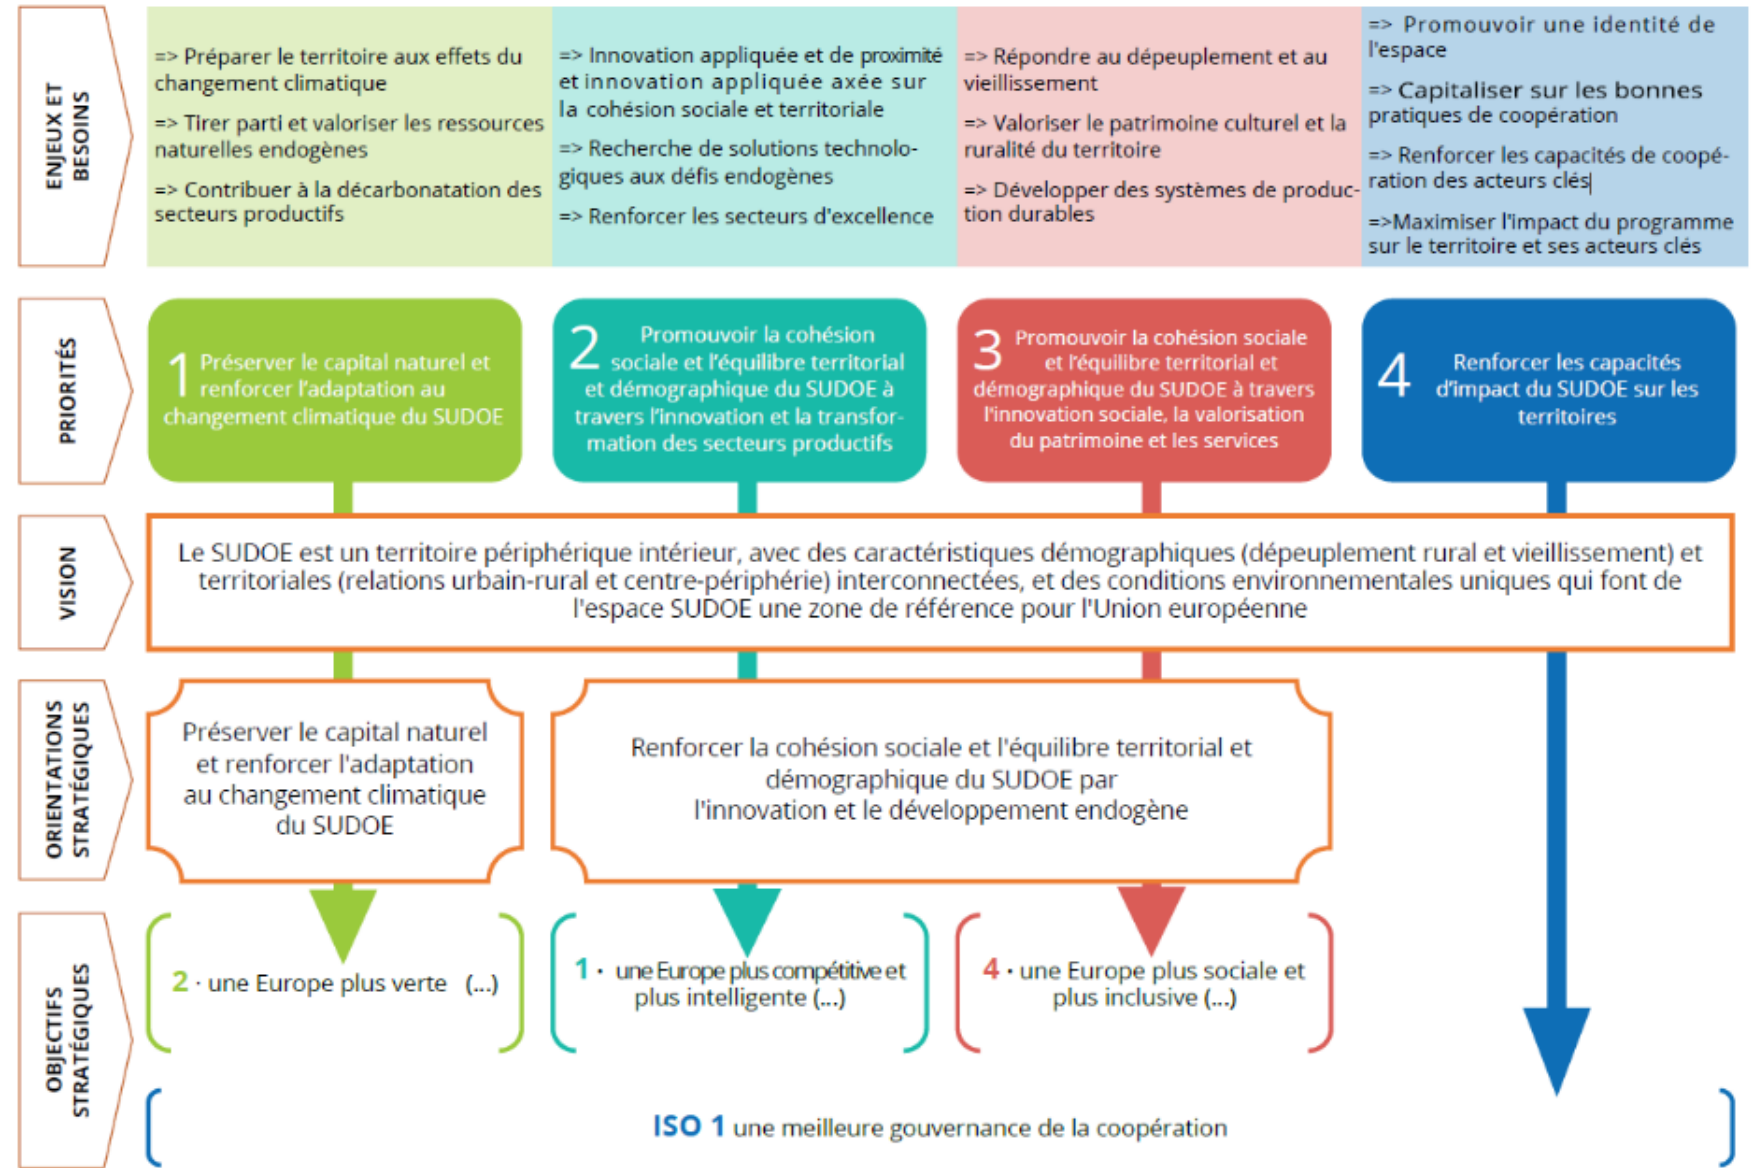 ENJEUX ET
BESOINS
=> Préparer le territoire aux effets du
changement climatique
=> Tirer parti et valoriser les ressources
naturelles endogènes
=> Contribuer à la décarbonatation des
secteurs productifs
=> Innovation appliquée et de proximité
et innovation appliquée axée sur
la cohésion sociale et territoriale
=> Recherche de solutions technolo-
giques aux défis endogènes
=> Renforcer les secteurs d'excellence
=> Répondre au dépeuplement et au
vieillissement
=> Valoriser le patrimoine culturel et la
ruralité du territoire
=> Développer des systèmes de produc-
tion durables
=> Promouvoir une identité de
l'espace
=> Capitaliser sur les bonnes
pratiques de coopération
=> Renforcer les capacités de coopé-
ration des acteurs clés
=>Maximiser l'impact du programme
sur le territoire et ses acteurs clés
PRIORITÉS
1 Préserver le capital naturel et
renforcer l'adaptation au
changement climatique du SUDOE
2 Promouvoir la cohésion
sociale et l'équilibre territorial
et démographique du SUDOE à
travers l'innovation et la transfor-
mation des secteurs productifs
3 Promouvoir la cohésion sociale
et l'équilibre territorial et
démographique du SUDOE à travers
l'innovation sociale, la valorisation
du patrimoine et les services
4 Renforcer les capacités
d'impact du SUDOE sur les
territoires
VISION
Le SUDOE est un territoire périphérique intérieur, avec des caractéristiques démographiques (dépeuplement rural et vieillissement) et
territoriales (relations urbain-rural et centre-périphérie) interconnectées, et des conditions environnementales uniques qui font de
l'espace SUDOE une zone de référence pour l'Union européenne
ORIENTATIONS
STRATÉGIQUES
Préserver le capital naturel
et renforcer l'adaptation
au changement climatique
du SUDOE
Renforcer la cohésion sociale et l'équilibre territorial et
démographique du SUDOE par
l'innovation et le développement endogène
OBJECTIFS
STRATÉGIQUES
2 · une Europe plus verte (...)
1 · une Europe plus compétitive et
plus intelligente (...)
4 · une Europe plus sociale et
plus inclusive (...)
ISO 1 une meilleure gouvernance de la coopération